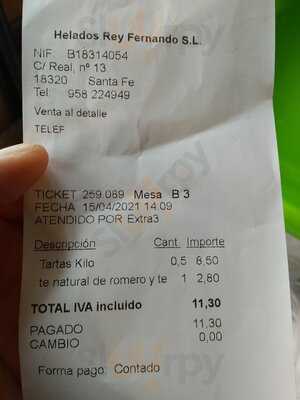 Helados Rey Fernando S.L.
NIF. B18314054
C/ Real, nº 13
18320 Santa Fe
Tel: 958 224949
Venta al detalle
TELEF
TICKET 259.089 Mesa B 3
FECHA 15/04/2021 14:09
ATENDIDO POR Extra3
Descripción Cant. Importe
Tartas Kilo 0,5 8,50
te natural de romero y te 1 2,80
TOTAL IVA incluido 11,30
PAGADO 11,30
CAMBIO 0,00
Forma pago: Contado